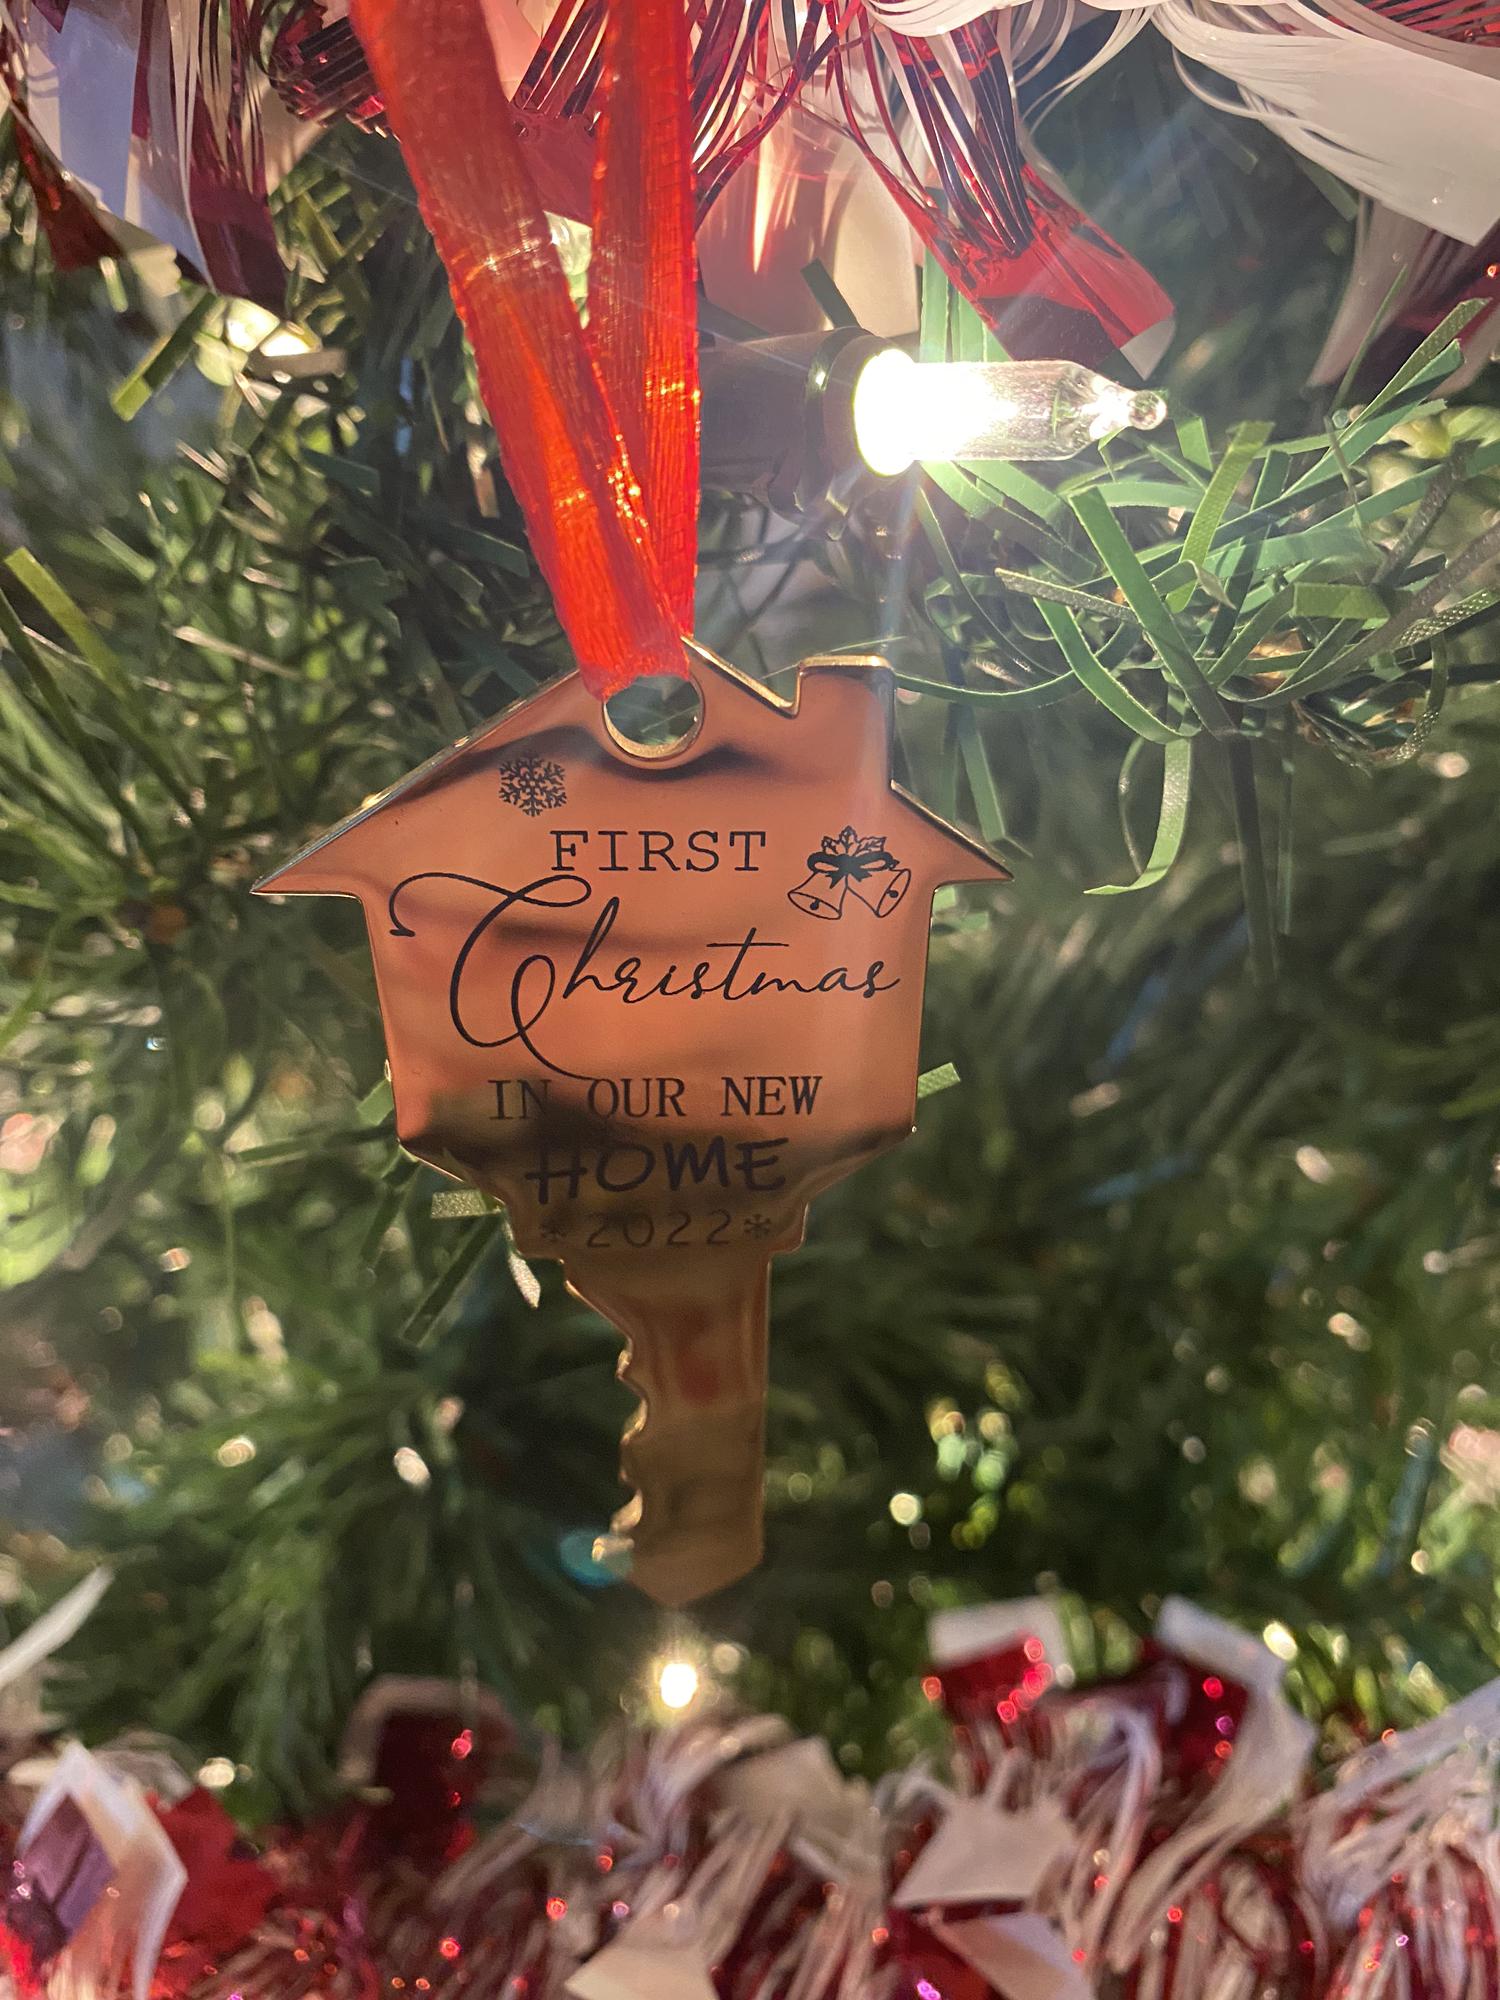 FIRST
Christmas
IN OUR NEW
HOME
*2022*